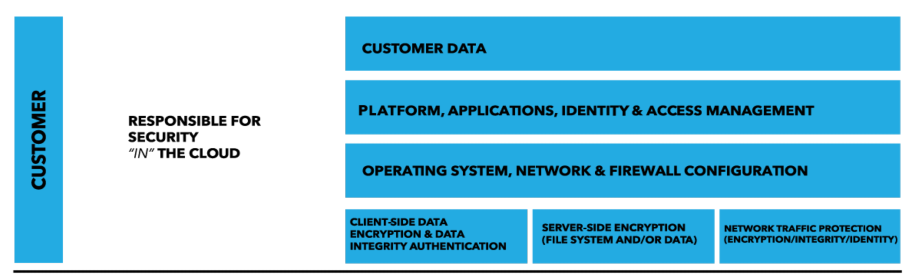 CUSTOMER
RESPONSIBLE FOR
SECURITY
“IN” THE CLOUD
CUSTOMER DATA
PLATFORM, APPLICATIONS, IDENTITY & ACCESS MANAGEMENT
OPERATING SYSTEM, NETWORK & FIREWALL CONFIGURATION
CLIENT-SIDE DATA
ENCRYPTION & DATA
INTEGRITY AUTHENTICATION
SERVER-SIDE ENCRYPTION
(FILE SYSTEM AND/OR DATA)
NETWORK TRAFFIC PROTECTION
(ENCRYPTION/INTEGRITY/IDENTITY)